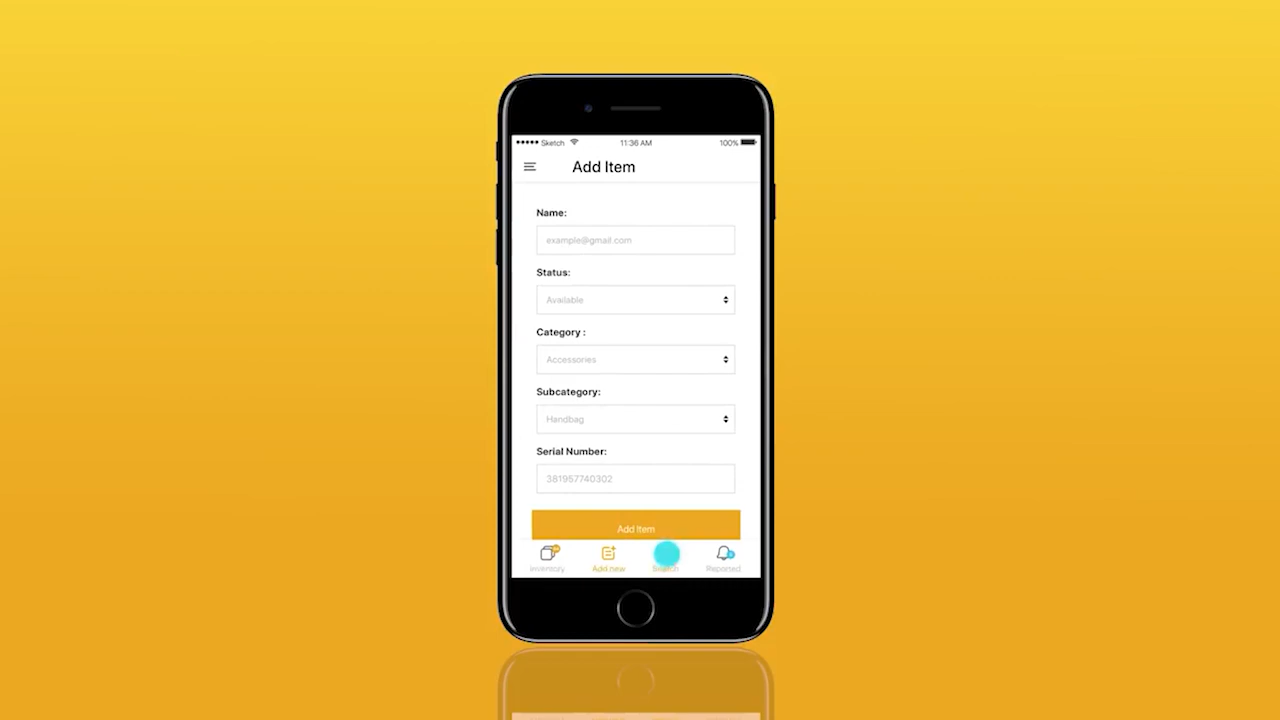 Sketch 11:36 AM 100%
Add Item
Name:
example@gmail.com
Status:
Available
Category :
Accessories
Subcategory:
Handbag
Serial Number:
381957740302
Add Item
Inventory Add new Search Reported